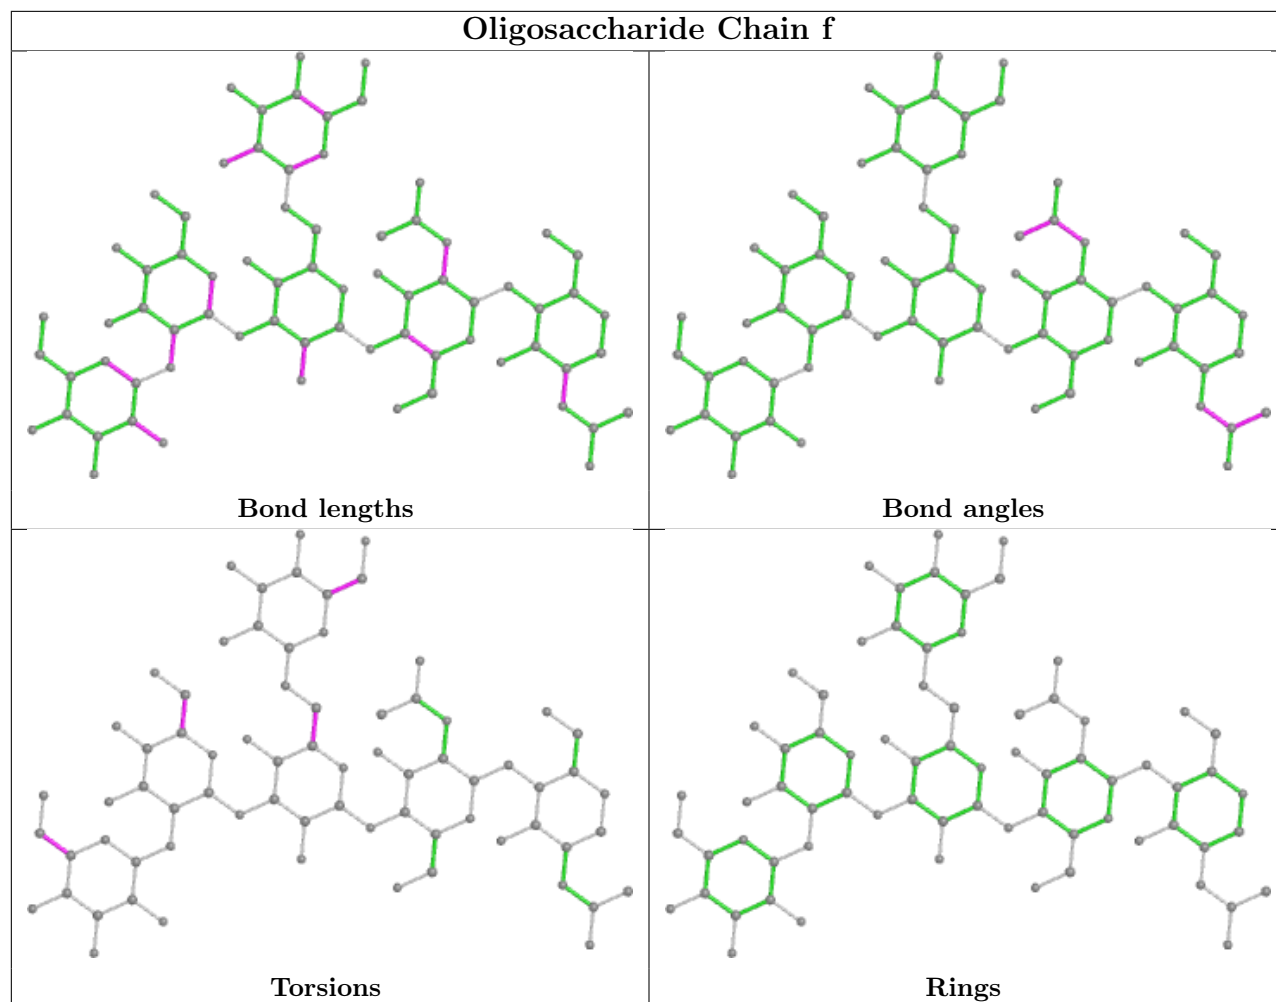 Oligosaccharide Chain f
Bond lengths
Bond angles
Torsions
Rings